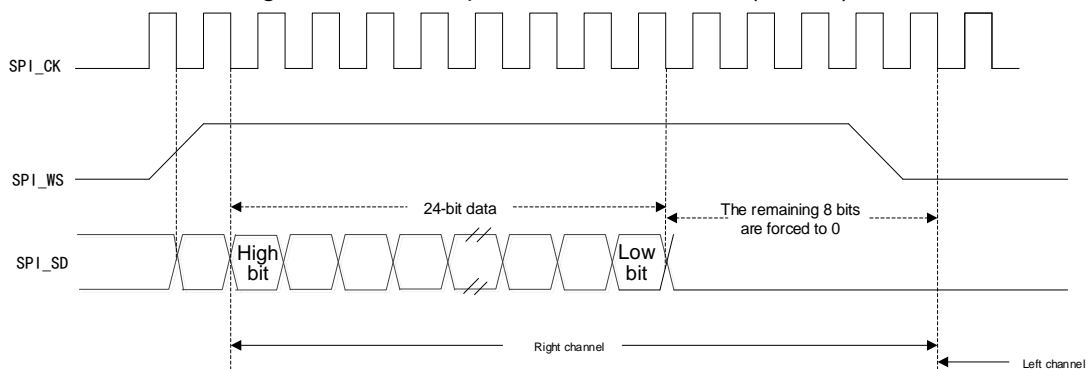 SPI_CK
SPI_WS
24-bit data
The remaining 8 bits
are forced to 0
SPI_SD
High
bit
Low
bit
Right channel
Left channel